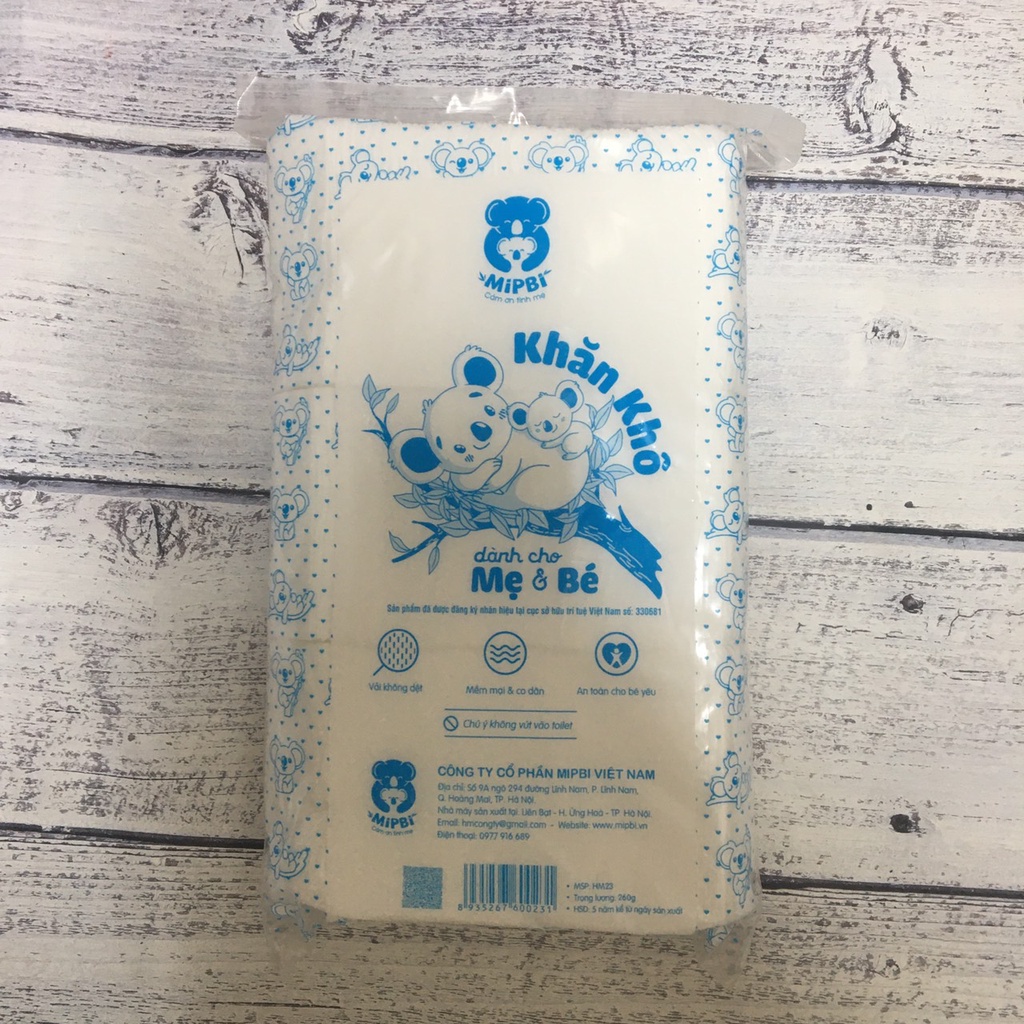 MiPBi
Cảm ơn tình mẹ
Khăn Khô
dành cho
Mẹ & Bé
Sản phẩm đã được đăng ký nhãn hiệu tại cục sở hữu trí tuệ Việt Nam số: 330681
Vải không dệt
Mềm mại & co dãn
An toàn cho bé yêu
Chú ý không vứt vào toilet
MiPBi
Cảm ơn tình mẹ
CÔNG TY CỔ PHẦN MIPBI VIỆT NAM
Địa chỉ: Số 9A ngõ 294 đường Lĩnh Nam, P. Lĩnh Nam,
Q. Hoàng Mai, TP. Hà Nội.
Nhà máy sản xuất tại: Liên Bạt - H. Ứng Hoà - TP. Hà Nội.
Email: hmcongty@gmail.com - Website: www.mipbi.vn
Điện thoại: 0977 916 689
8 935267 600231
• MSP: HM23
• Trọng lượng: 260g
• HSD: 5 năm kể từ ngày sản xuất